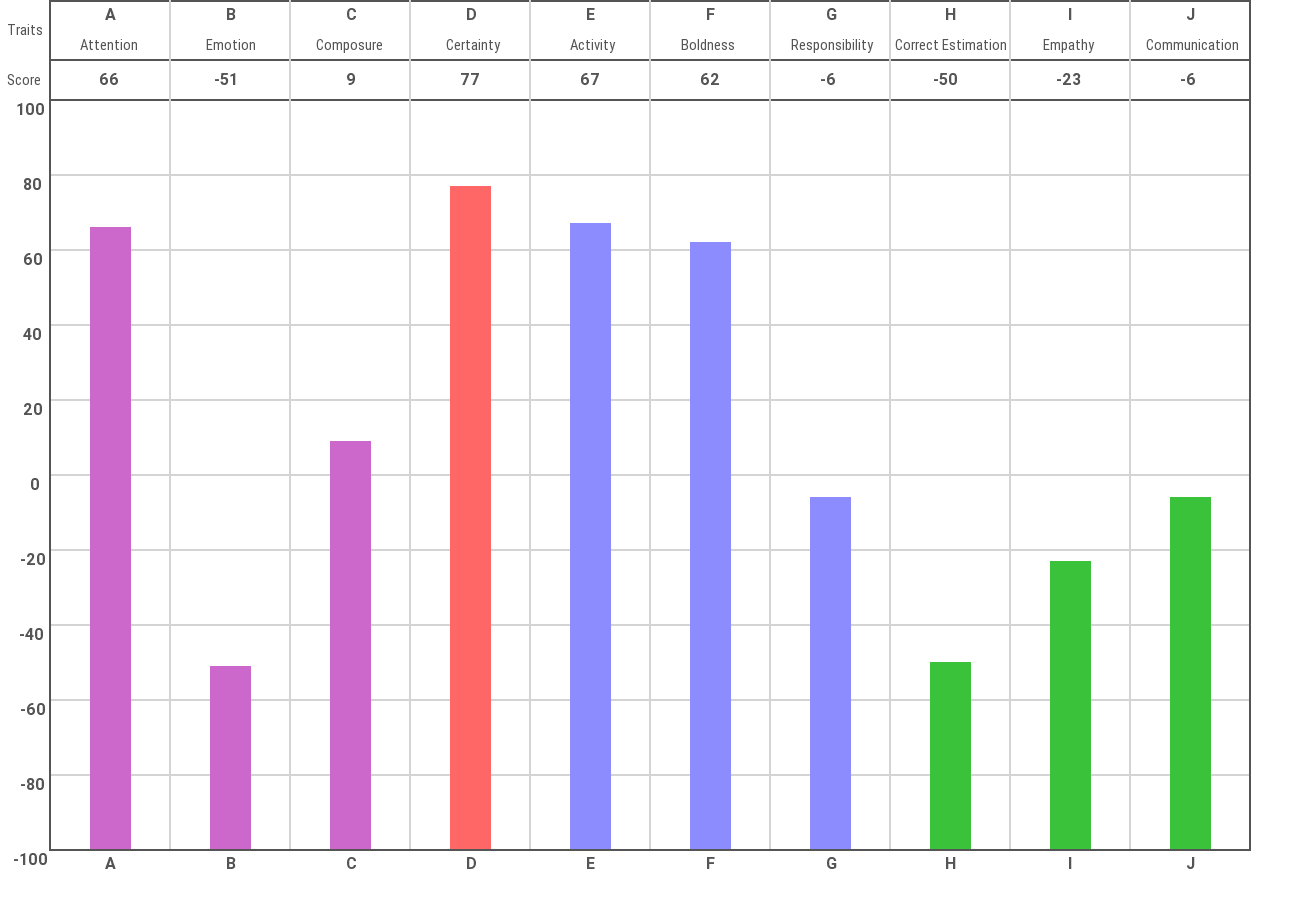 Traits A B C D E F G H I J
Attention Emotion Composure Certainty Activity Boldness Responsibility Correct Estimation Empathy Communication
Score 66 -51 9 77 67 62 -6 -50 -23 -6
100
80
60
40
20
0
-20
-40
-60
-80
-100
A B C D E F G H I J